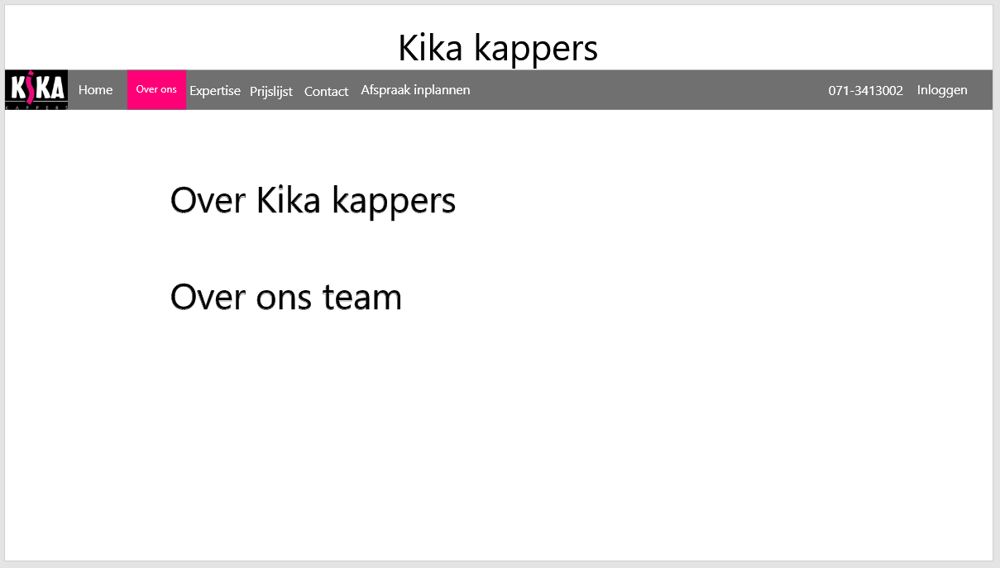 Kika kappers
KiKA
KAPPERS
Home Over ons Expertise Prijslijst Contact Afspraak inplannen 071-3413002 Inloggen
Over Kika kappers
Over ons team